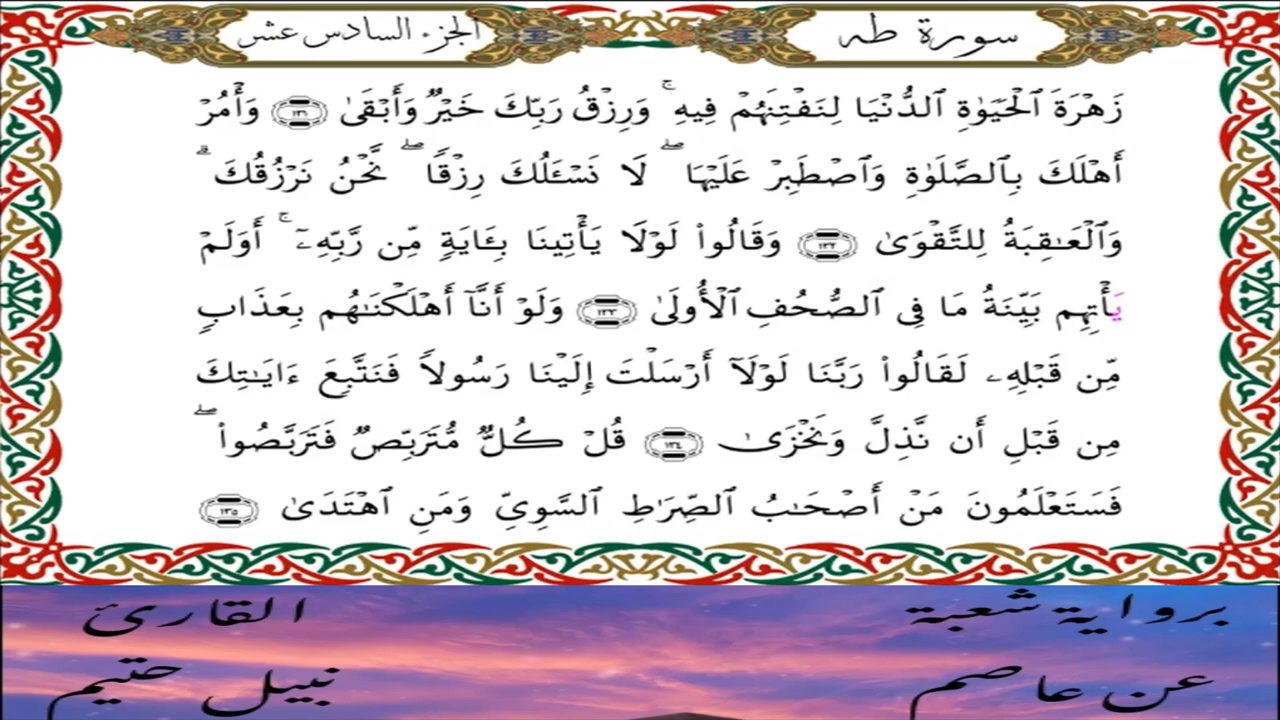 سورة طه
الجزء السادس عشر
زَهْرَةَ ٱلْحَيَوٰةِ ٱلدُّنْيَا لِنَفْتِنَهُمْ فِيهِ ۚ وَرِزْقُ رَبِّكَ خَيْرٌ وَأَبْقَىٰ ١٣١ وَأْمُرْ
أَهْلَكَ بِٱلصَّلَوٰةِ وَٱصْطَبِرْ عَلَيْهَا ۖ لَا نَسْـَٔلُكَ رِزْقًا ۖ نَّحْنُ نَرْزُقُكَ ۗ
وَٱلْعَـٰقِبَةُ لِلتَّقْوَىٰ ١٣٢ وَقَالُوا۟ لَوْلَا يَأْتِينَا بِـَٔايَةٍ مِّن رَّبِّهِۦٓ ۚ أَوَلَمْ
يَأْتِهِم بَيِّنَةُ مَا فِى ٱلصُّحُفِ ٱلْأُولَىٰ ١٣٣ وَلَوْ أَنَّآ أَهْلَكْنَـٰهُم بِعَذَابٍ
مِّن قَبْلِهِۦ لَقَالُوا۟ رَبَّنَا لَوْلَآ أَرْسَلْتَ إِلَيْنَا رَسُولًا فَنَتَّبِعَ ءَايَـٰتِكَ
مِن قَبْلِ أَن نَّذِلَّ وَنَخْزَىٰ ١٣٤ قُلْ كُلٌّ مُّتَرَبِّصٌ فَتَرَبَّصُوا۟ ۖ
فَسَتَعْلَمُونَ مَنْ أَصْحَـٰبُ ٱلصِّرَٰطِ ٱلسَّوِىِّ وَمَنِ ٱهْتَدَىٰ ١٣٥
برواية شعبة
عن عاصم
القارئ
نبيل حتيم